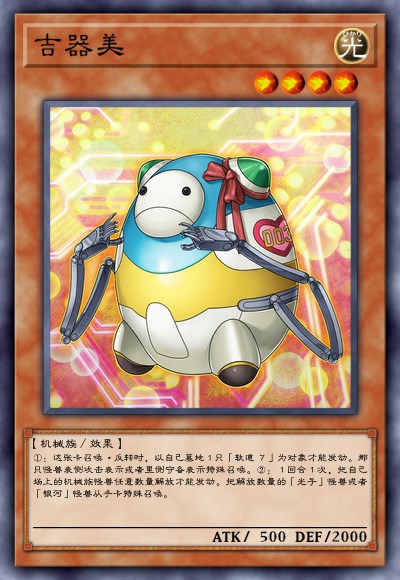 吉器美
光
003
【机械族／效果】
①：这张卡召唤·反转时，以自己墓地1只「轨道 7」为对象才能发动。那
只怪兽表侧攻击表示或者里侧守备表示特殊召唤。②：1回合1次，把自己
场上的机械族怪兽任意数量解放才能发动。把解放数量的「光子」怪兽或者
「银河」怪兽从手卡特殊召唤。
ATK/ 500 DEF/2000